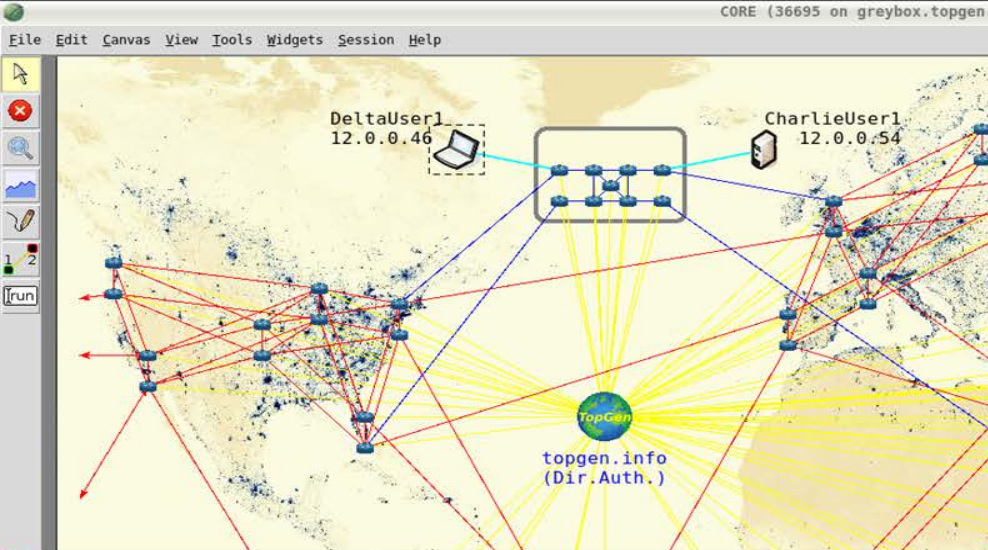 CORE (36695 on greybox.topgen
File Edit Canvas View Tools Widgets Session Help
DeltaUser1
12.0.0.46
CharlieUser1
12.0.0.54
1 2
run
TopGen
topgen.info
(Dir.Auth.)